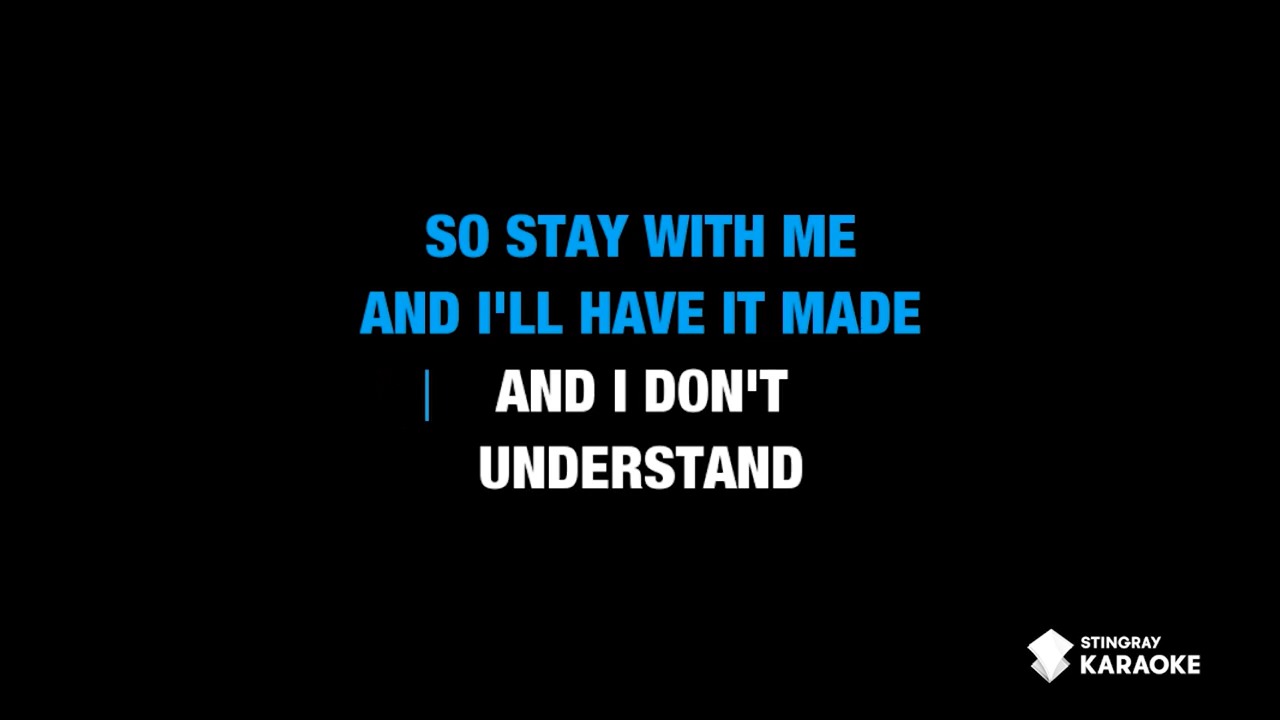 SO STAY WITH ME
AND I'LL HAVE IT MADE
AND I DON'T
UNDERSTAND
STINGRAY
KARAOKE